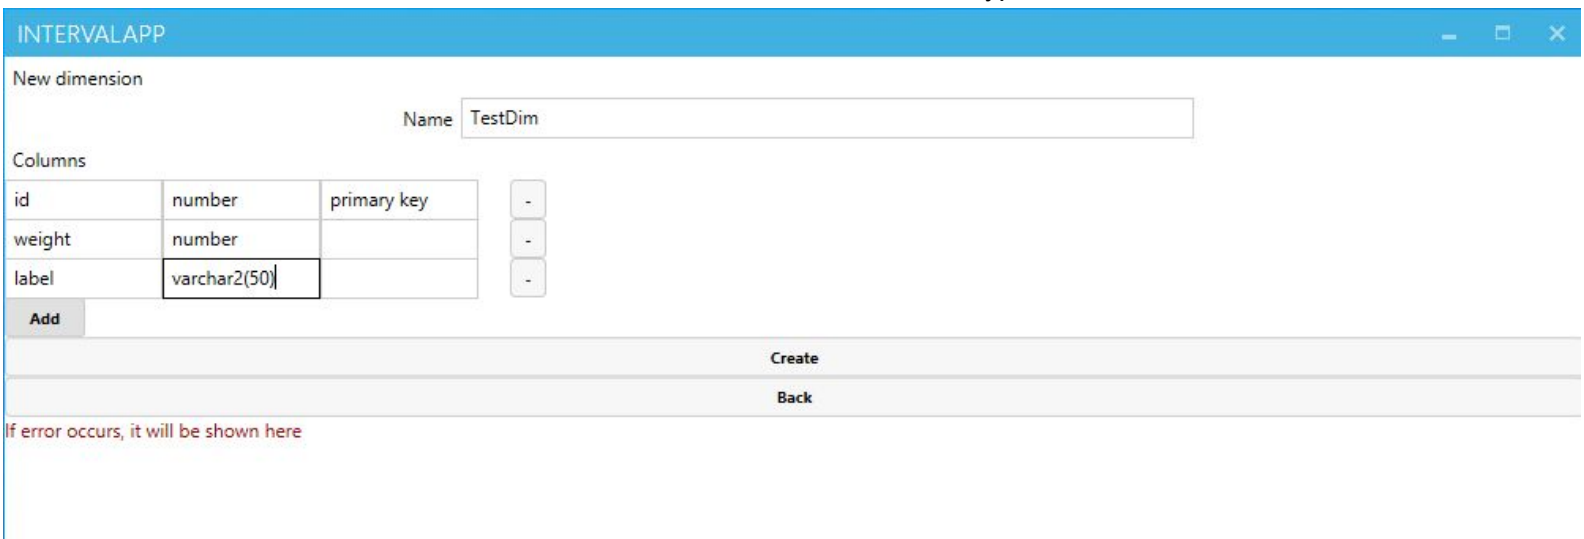 INTERVALAPP
New dimension
Name TestDim
Columns
id number primary key -
weight number -
label varchar2(50) -
Add
Create
Back
If error occurs, it will be shown here